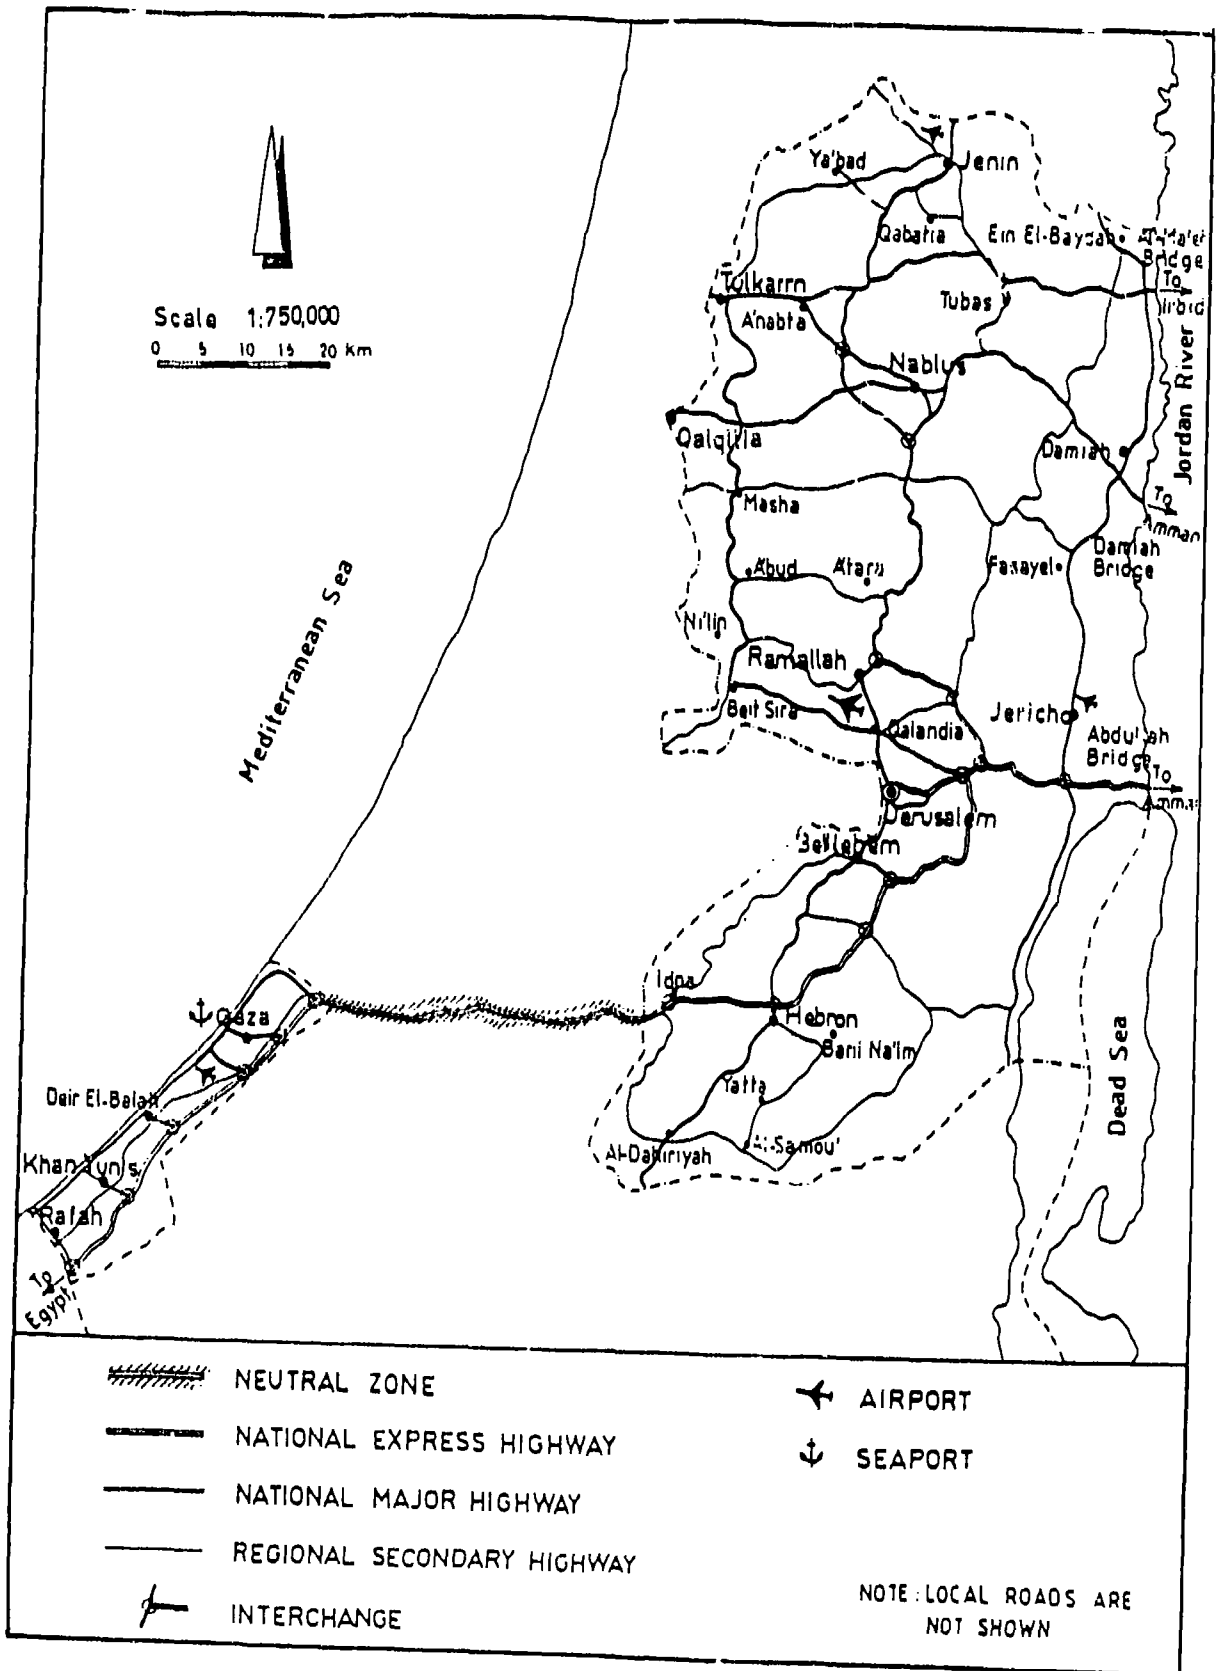 Scale 1:750,000
0 5 10 15 20 Km
Mediterranean Sea
Ya'bad
Jenin
Qabatia
Ein El-Baydah
Bridge
To
Irbid
Tulkarm
A'nabta
Tubas
Nablus
Jordan River
Qalqilia
Damiah
Masha
To
Amman
A'bud
Atara
Fasayel
Damiah
Bridge
Ni'lin
Ramallah
Beit Sira
Qalandia
Jericho
Abdullah
Bridge
To
Amman
Jerusalem
Bethlehem
Idna
Hebron
Bani Na'im
Yatta
Al-Dahiriyah
Al-Samou'
Dead Sea
Gaza
Deir El-Balah
Khan Yunis
Rafah
To
Egypt
NEUTRAL ZONE
NATIONAL EXPRESS HIGHWAY
NATIONAL MAJOR HIGHWAY
REGIONAL SECONDARY HIGHWAY
INTERCHANGE
AIRPORT
SEAPORT
NOTE: LOCAL ROADS ARE
NOT SHOWN